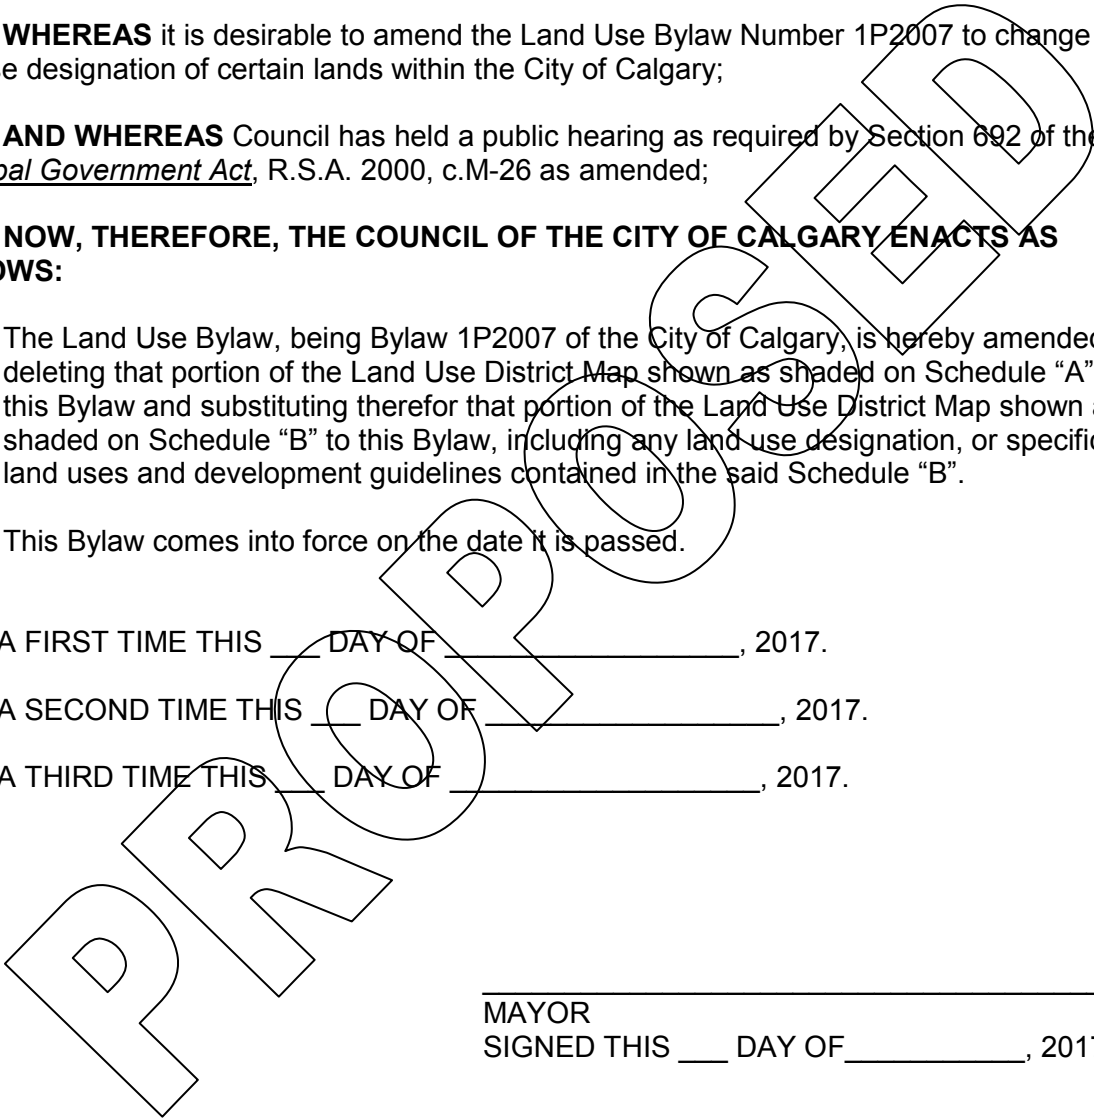 WHEREAS it is desirable to amend the Land Use Bylaw Number 1P2007 to change
designation of certain lands within the City of Calgary;
AND WHEREAS Council has held a public hearing as required by Section 692 of the
Government Act, R.S.A. 2000, c.M-26 as amended;
NOW, THEREFORE, THE COUNCIL OF THE CITY OF CALGARY ENACTS AS
OWS:
The Land Use Bylaw, being Bylaw 1P2007 of the City of Calgary, is hereby amended
deleting that portion of the Land Use District Map shown as shaded on Schedule “A”
this Bylaw and substituting therefor that portion of the Land Use District Map shown
shaded on Schedule “B” to this Bylaw, including any land use designation, or specific
land uses and development guidelines contained in the said Schedule “B”.
This Bylaw comes into force on the date it is passed.
A FIRST TIME THIS ___ DAY OF __________________, 2017.
A SECOND TIME THIS ___ DAY OF __________________, 2017.
A THIRD TIME THIS ___ DAY OF ___________________, 2017.
MAYOR
SIGNED THIS ___ DAY OF___________, 2017
PROPOSED